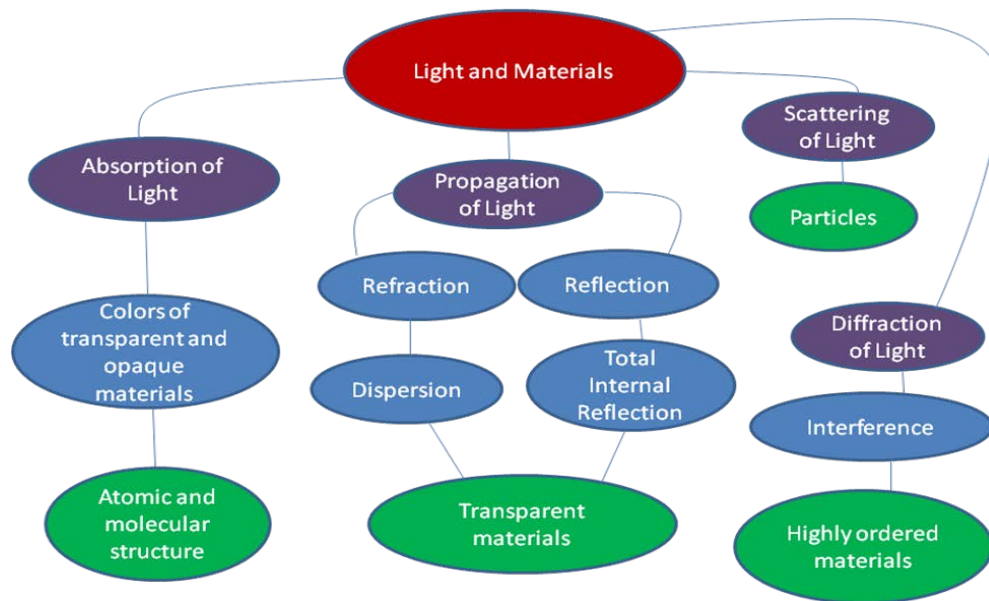 Light and Materials
Scattering
of Light
Absorption of
Light
Propagation
of Light
Particles
Refraction
Reflection
Colors of
transparent and
opaque
materials
Diffraction
of Light
Dispersion
Total
Internal
Reflection
Interference
Atomic and
molecular
structure
Transparent
materials
Highly ordered
materials